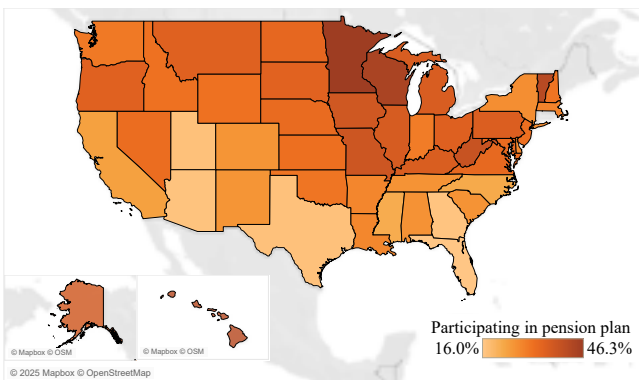 Participating in pension plan
16.0% 46.3%
© Mapbox © OSM
© Mapbox © OSM
© 2025 Mapbox © OpenStreetMap